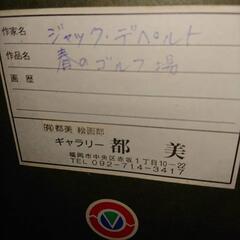 作家名 ジャック・デペルト
作品名 春のゴルフ場
画歴
㈲都美 絵画部
ギャラリー 都美
福岡市中央区赤坂1丁目10-22
TEL 092-714-3417